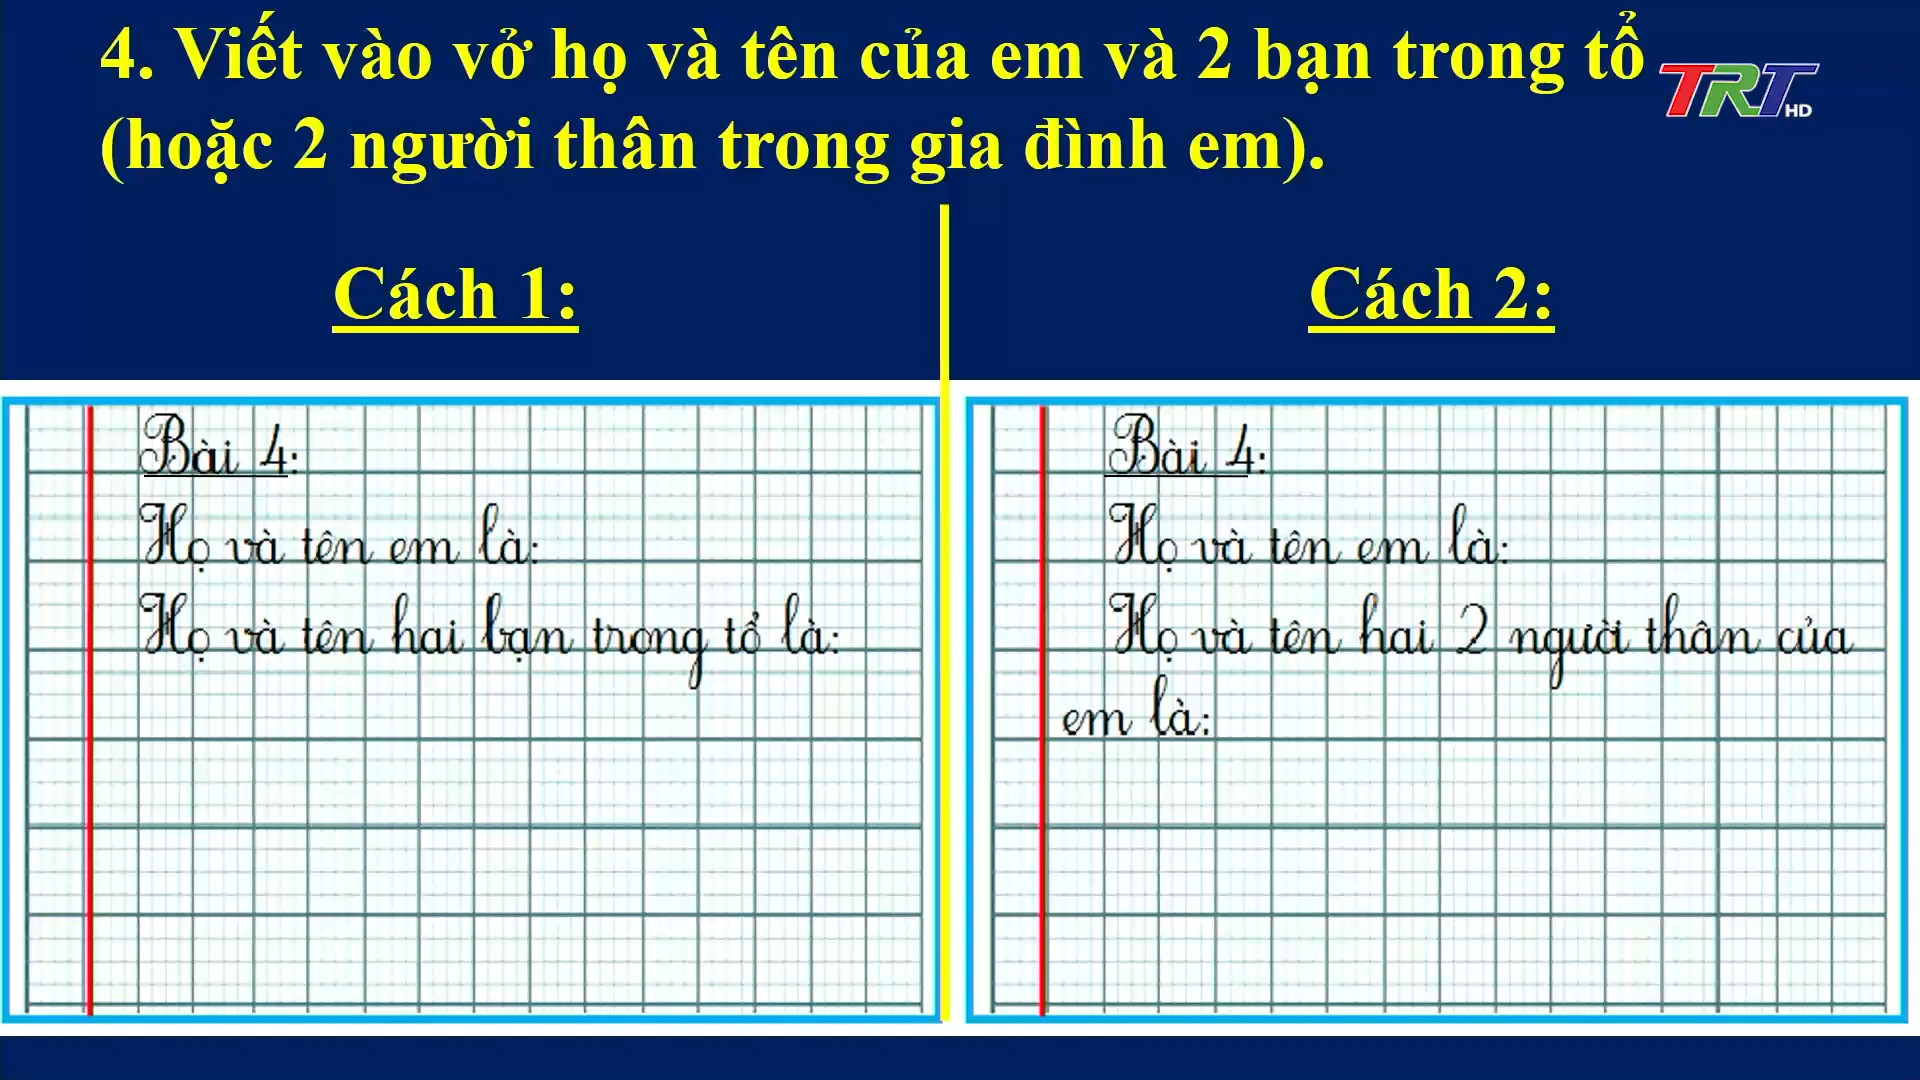 4. Viết vào vở họ và tên của em và 2 bạn trong tổ
(hoặc 2 người thân trong gia đình em).
TRT HD
Cách 1:
Bài 4:
Họ và tên em là:
Họ và tên hai bạn trong tổ là:
Cách 2:
Bài 4:
Họ và tên em là:
Họ và tên hai 2 người thân của
em là: